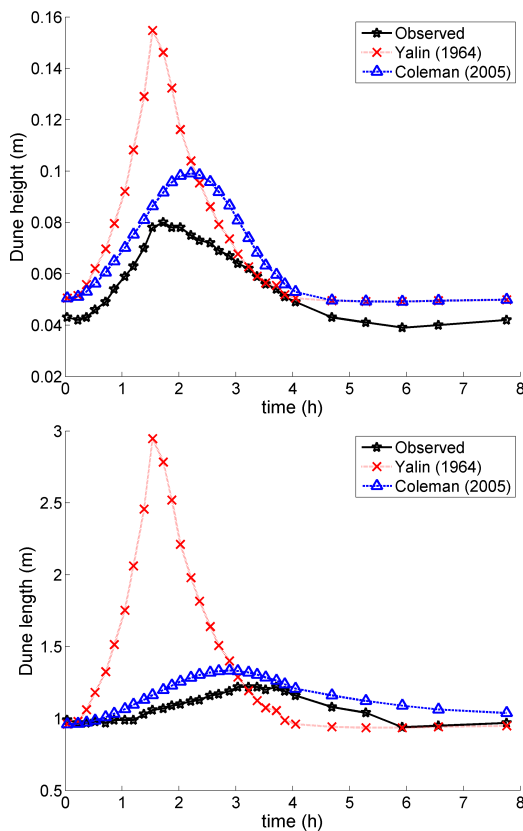 0.16
0.14
0.12
0.1
0.08
0.06
0.04
0.02
Dune height (m)
Observed
Yalin (1964)
Coleman (2005)
0 1 2 3 4 5 6 7 8
time (h)
3
2.5
2
1.5
1
0.5
Dune length (m)
Observed
Yalin (1964)
Coleman (2005)
0 1 2 3 4 5 6 7 8
time (h)